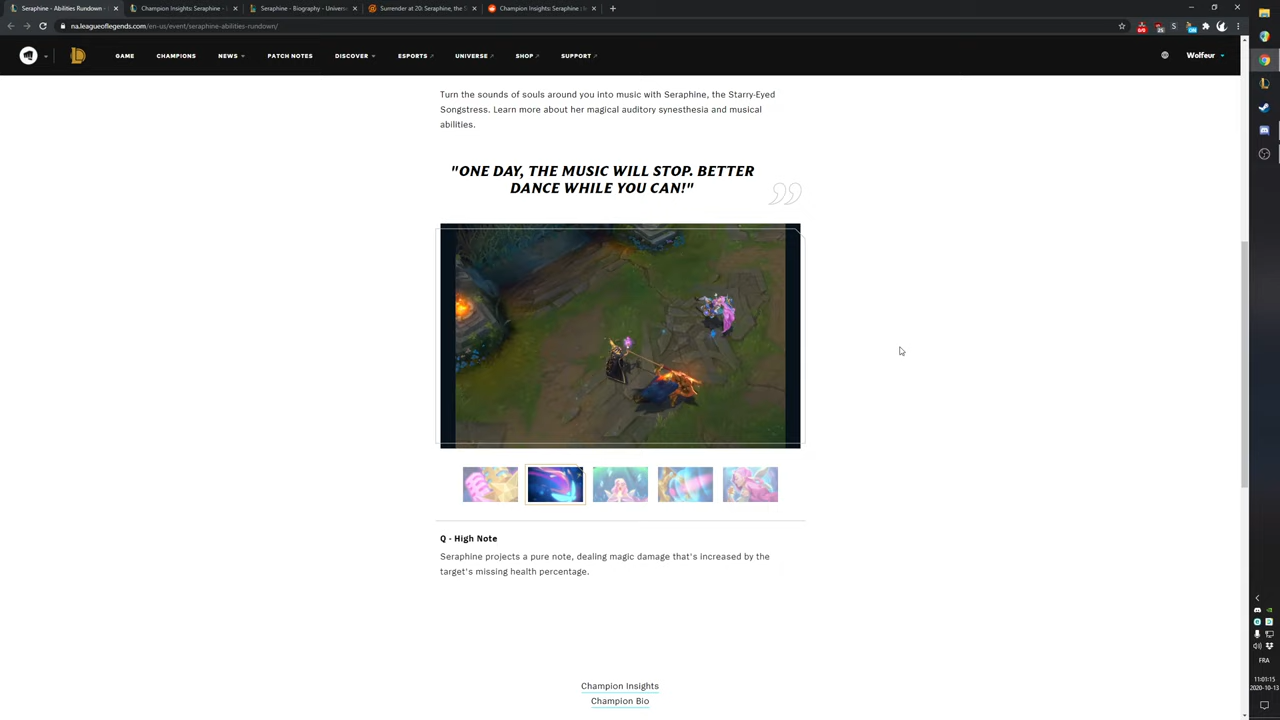 Seraphine - Abilities Rundown -
Champion Insights: Seraphine -
Seraphine - Biography - Univers
Surrender at 20: Seraphine, the S
Champion Insights: Seraphine : l
na.leagueoflegends.com/en-us/event/seraphine-abilities-rundown/
GAME
CHAMPIONS
NEWS
PATCH NOTES
DISCOVER
ESPORTS
UNIVERSE
SHOP
SUPPORT
Wolfeur
Turn the sounds of souls around you into music with Seraphine, the Starry-Eyed
Songstress. Learn more about her magical auditory synesthesia and musical
abilities.
"ONE DAY, THE MUSIC WILL STOP. BETTER
DANCE WHILE YOU CAN!"
Q - High Note
Seraphine projects a pure note, dealing magic damage that's increased by the
target's missing health percentage.
Champion Insights
Champion Bio
FRA
11:01:15
2020-10-13